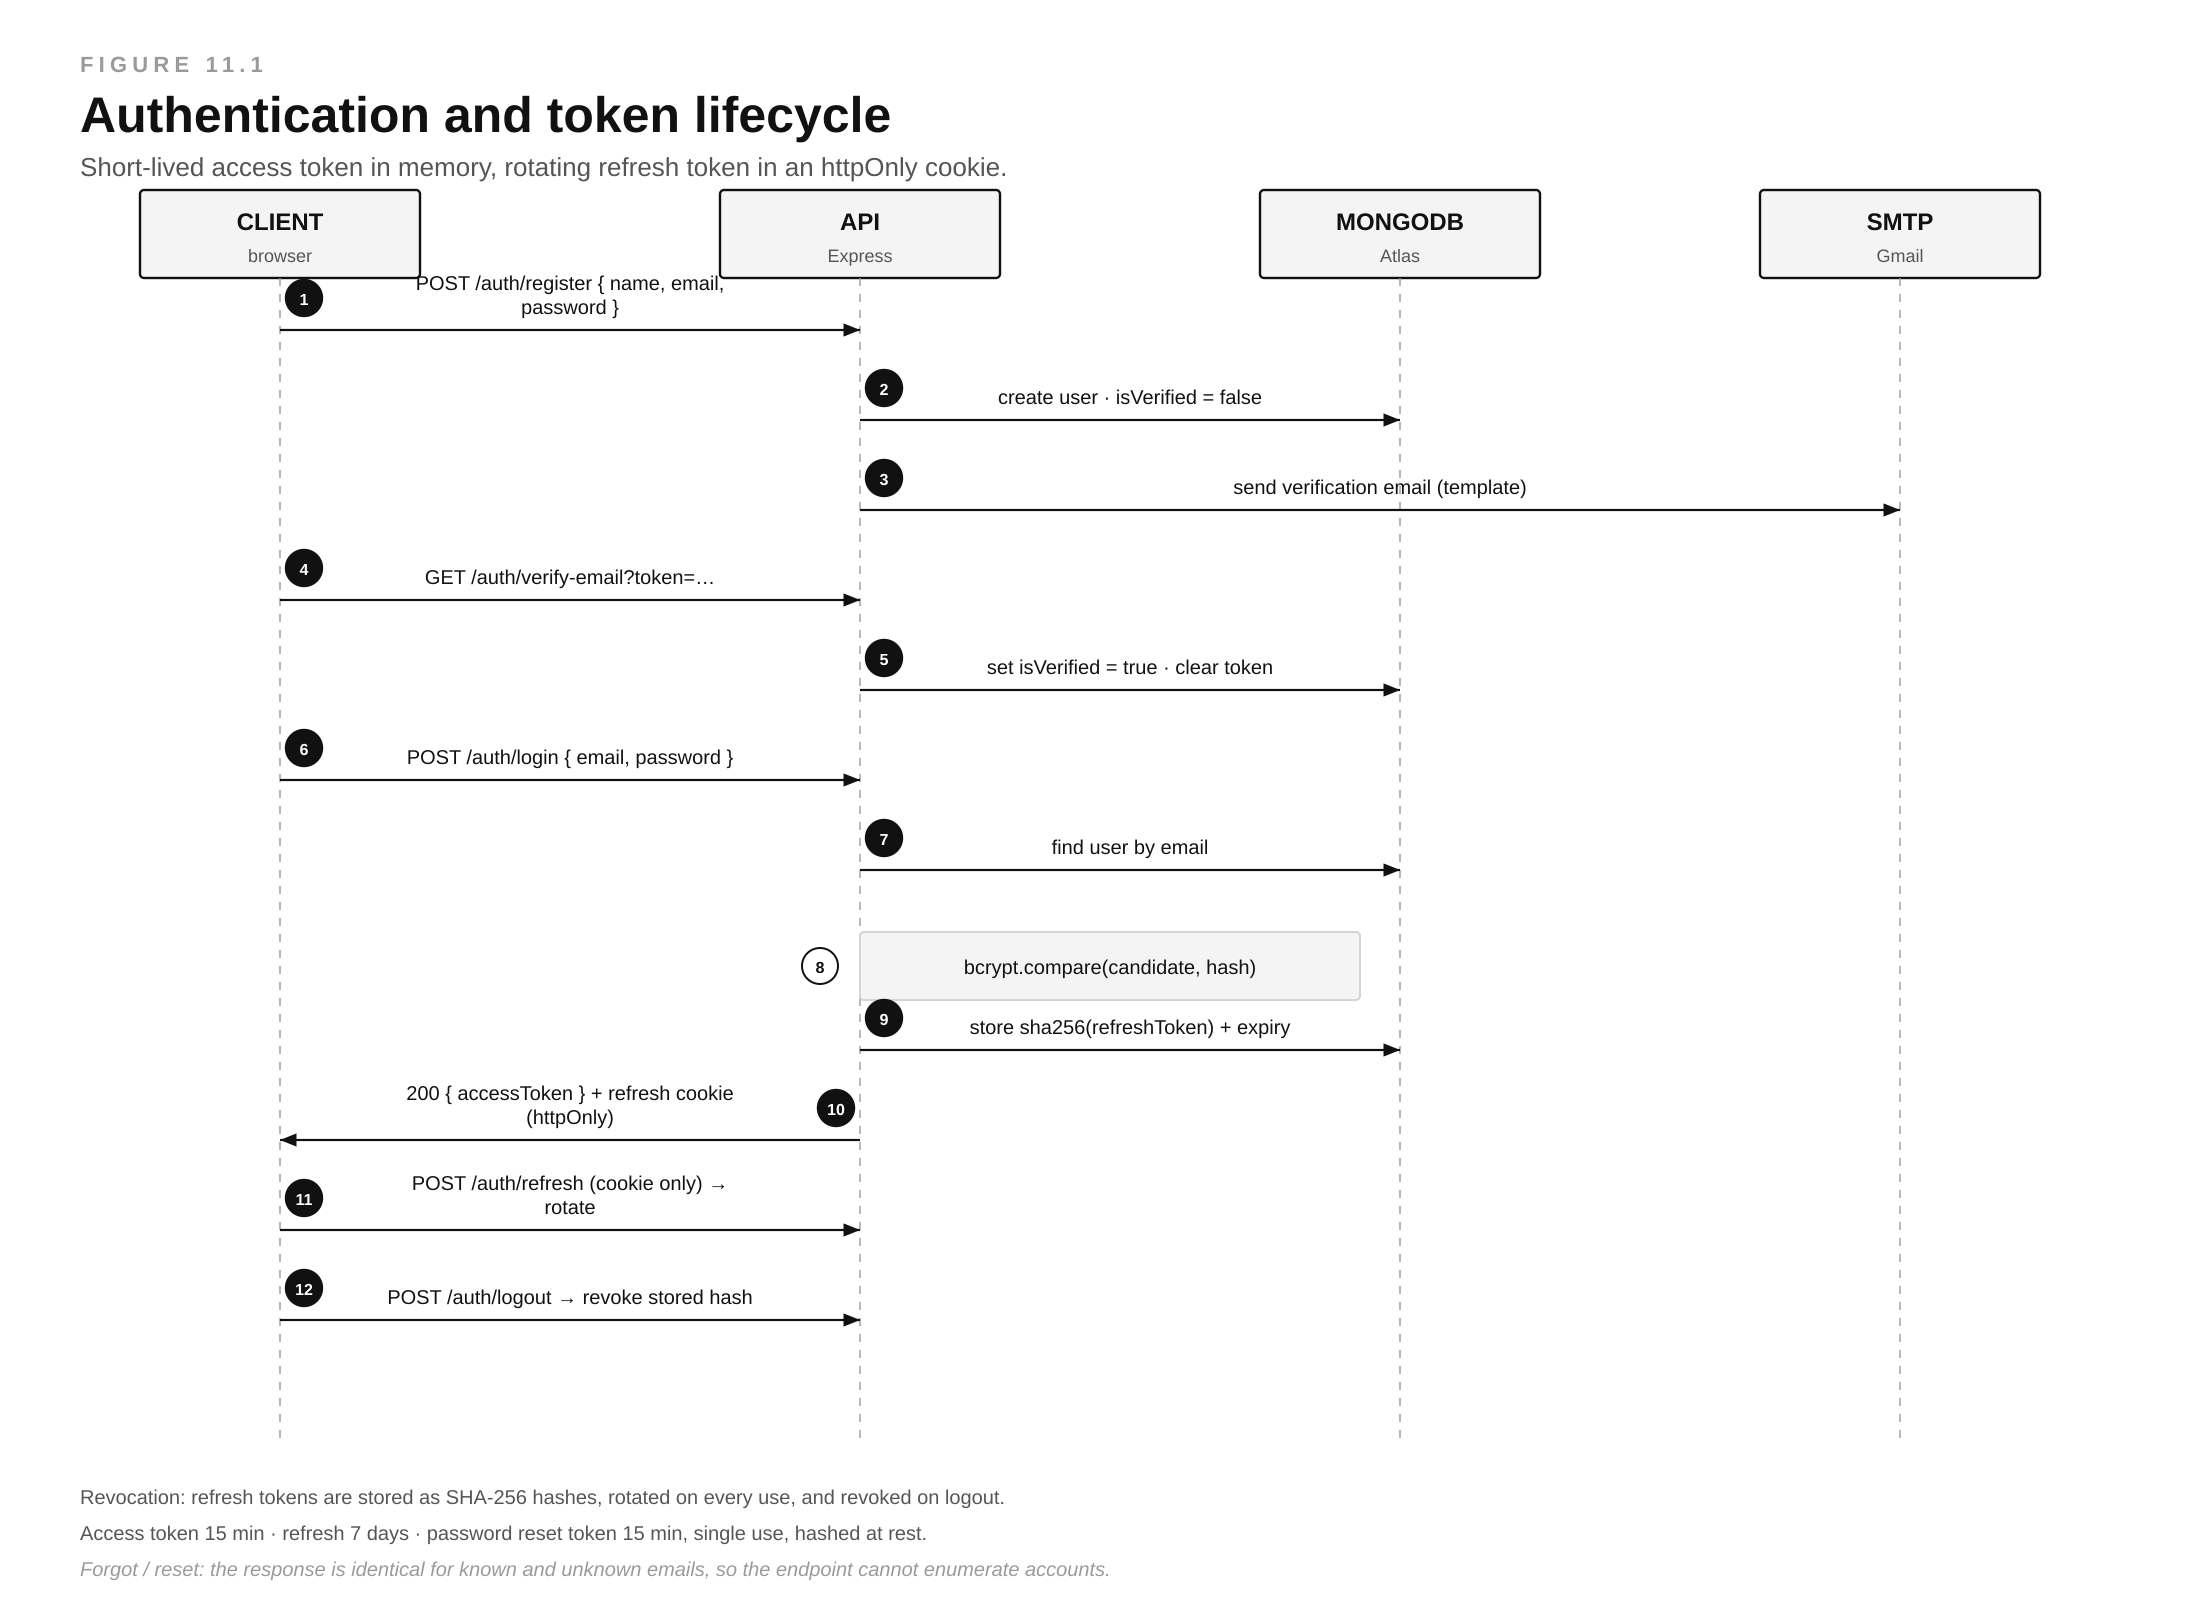 FIGURE 11.1
Authentication and token lifecycle
Short-lived access token in memory, rotating refresh token in an httpOnly cookie.
CLIENT
browser
API
Express
MONGODB
Atlas
SMTP
Gmail
1
POST /auth/register { name, email,
password }
2
create user · isVerified = false
3
send verification email (template)
4
GET /auth/verify-email?token=…
5
set isVerified = true · clear token
6
POST /auth/login { email, password }
7
find user by email
8
bcrypt.compare(candidate, hash)
9
store sha256(refreshToken) + expiry
200 { accessToken } + refresh cookie
(httpOnly)
10
11
POST /auth/refresh (cookie only) →
rotate
12
POST /auth/logout → revoke stored hash
Revocation: refresh tokens are stored as SHA-256 hashes, rotated on every use, and revoked on logout.
Access token 15 min · refresh 7 days · password reset token 15 min, single use, hashed at rest.
Forgot / reset: the response is identical for known and unknown emails, so the endpoint cannot enumerate accounts.